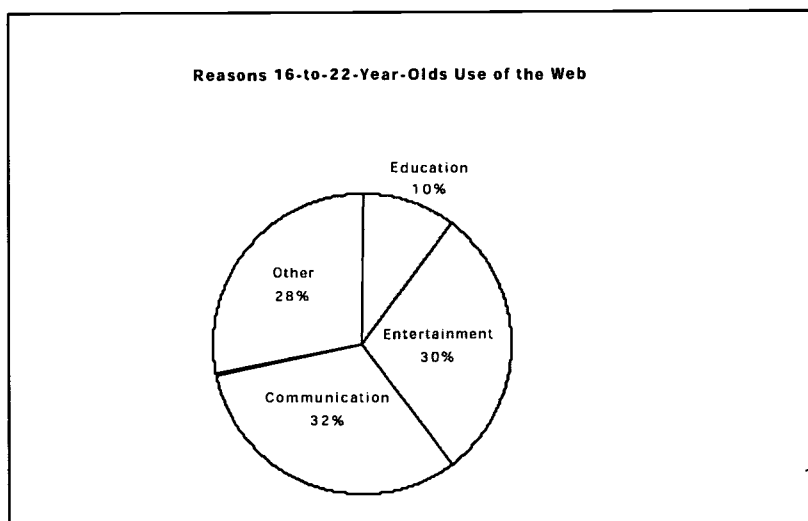 Reasons 16-to-22-Year-Olds Use of the Web
Education
10%
Other
28%
Entertainment
30%
Communication
32%